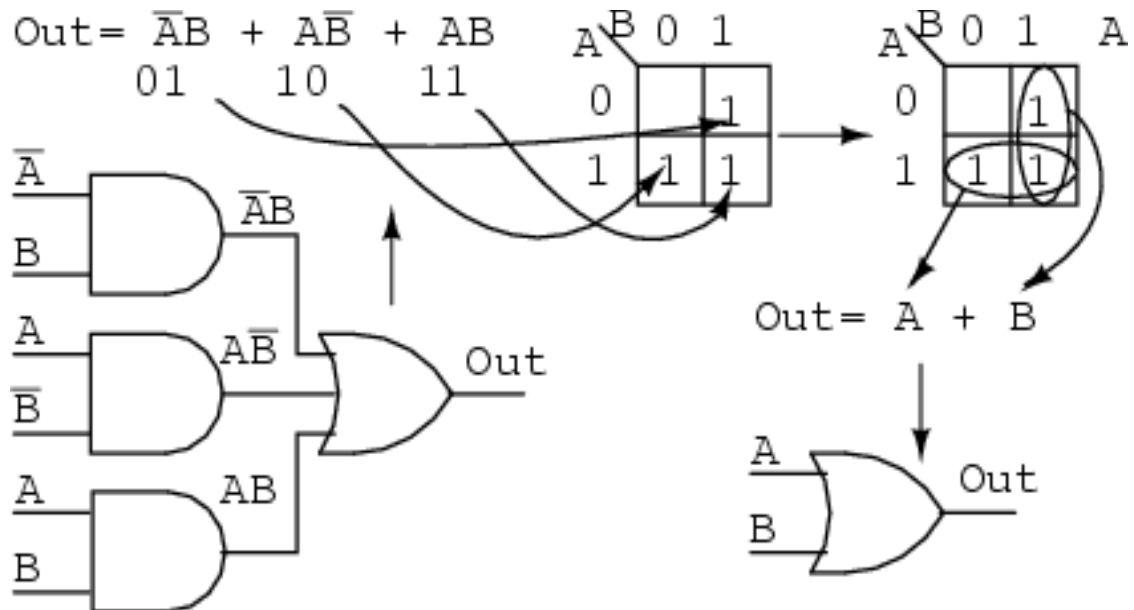 Out= A̅B + AB̅ + AB
01 10 11
A B 0 1
0 1
1 1 1
A B 0 1 A
0 1
1 1 1
A̅
B
A̅B
A
B̅
AB̅
A
B
AB
Out
Out= A + B
A
B
Out